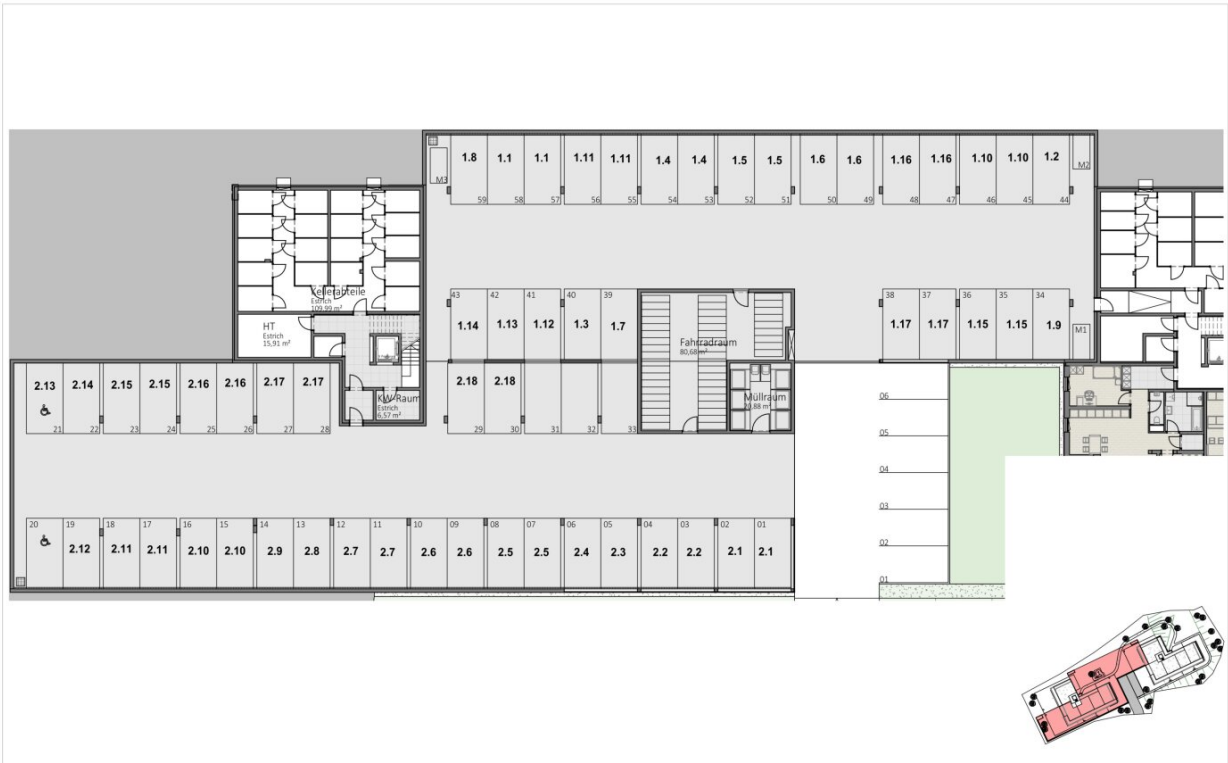 1.8 1.1 1.1 1.11 1.11 1.4 1.4 1.5 1.5 1.6 1.6 1.16 1.16 1.10 1.10 1.2
M3 M2
59 58 57 56 55 54 53 52 51 50 49 48 47 46 45 44
Kellerabteile
Estrich
109,99 m²
43 42 41 40 39 38 37 36 35 34
1.14 1.13 1.12 1.3 1.7 1.17 1.17 1.15 1.15 1.9
M1
HT
Estrich
15,91 m²
Fahrradraum
80,68 m²
2.13 2.14 2.15 2.15 2.16 2.16 2.17 2.17 2.18 2.18
KW-Raum
Estrich
6,57 m²
Müllraum
20,88 m²
21 22 23 24 25 26 27 28 29 30 31 32 33
06
05
04
03
02
01
20 19 18 17 16 15 14 13 12 11 10 09 08 07 06 05 04 03 02 01
2.12 2.11 2.11 2.10 2.10 2.9 2.8 2.7 2.7 2.6 2.6 2.5 2.5 2.4 2.3 2.2 2.2 2.1 2.1